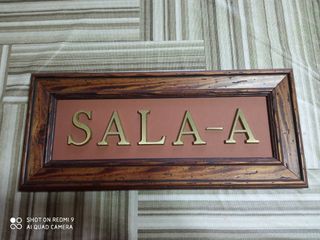 SALA-A
SHOT ON REDMI 9
AI QUAD CAMERA